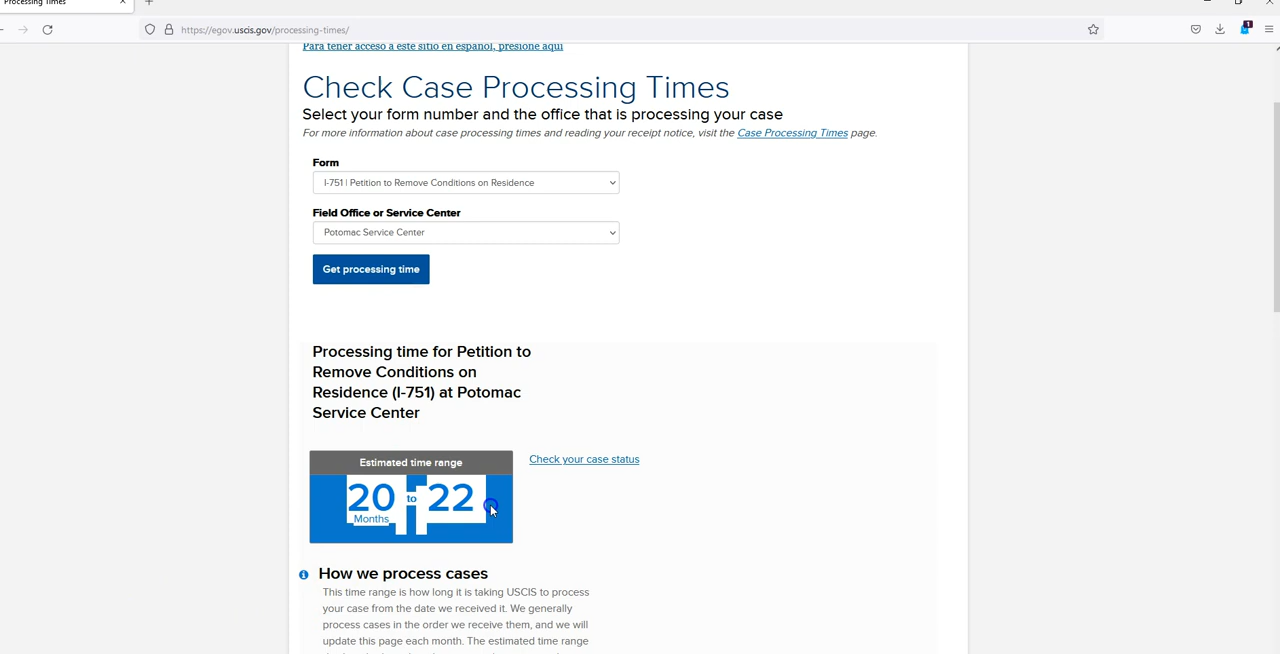 Processing Times
https://egov.uscis.gov/processing-times/
1
Para tener acceso a este sitio en español, presione aquí
Check Case Processing Times
Select your form number and the office that is processing your case
For more information about case processing times and reading your receipt notice, visit the Case Processing Times page.
Form
I-751 | Petition to Remove Conditions on Residence
Field Office or Service Center
Potomac Service Center
Get processing time
Processing time for Petition to
Remove Conditions on
Residence (I-751) at Potomac
Service Center
Estimated time range
20 to 22
Months
Check your case status
How we process cases
This time range is how long it is taking USCIS to process
your case from the date we received it. We generally
process cases in the order we receive them, and we will
update this page each month. The estimated time range